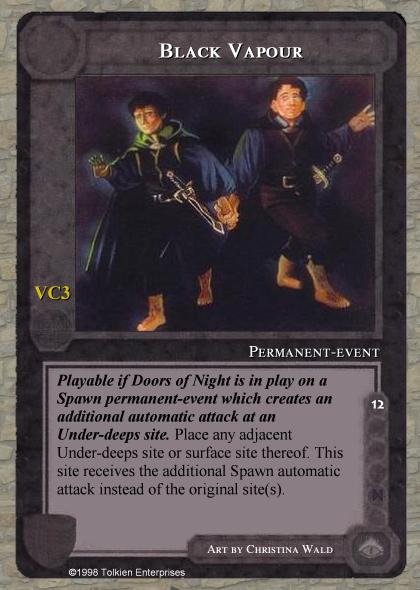 BLACK VAPOUR
VC3
PERMANENT-EVENT
Playable if Doors of Night is in play on a
Spawn permanent-event which creates an
additional automatic attack at an
Under-deeps site. Place any adjacent
Under-deeps site or surface site thereof. This
site receives the additional Spawn automatic
attack instead of the original site(s).
12
ART BY CHRISTINA WALD
©1998 Tolkien Enterprises